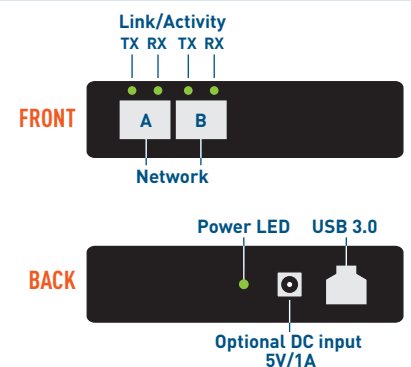 Link/Activity
TX RX TX RX
FRONT
A B
Network
Power LED USB 3.0
BACK
Optional DC input
5V/1A